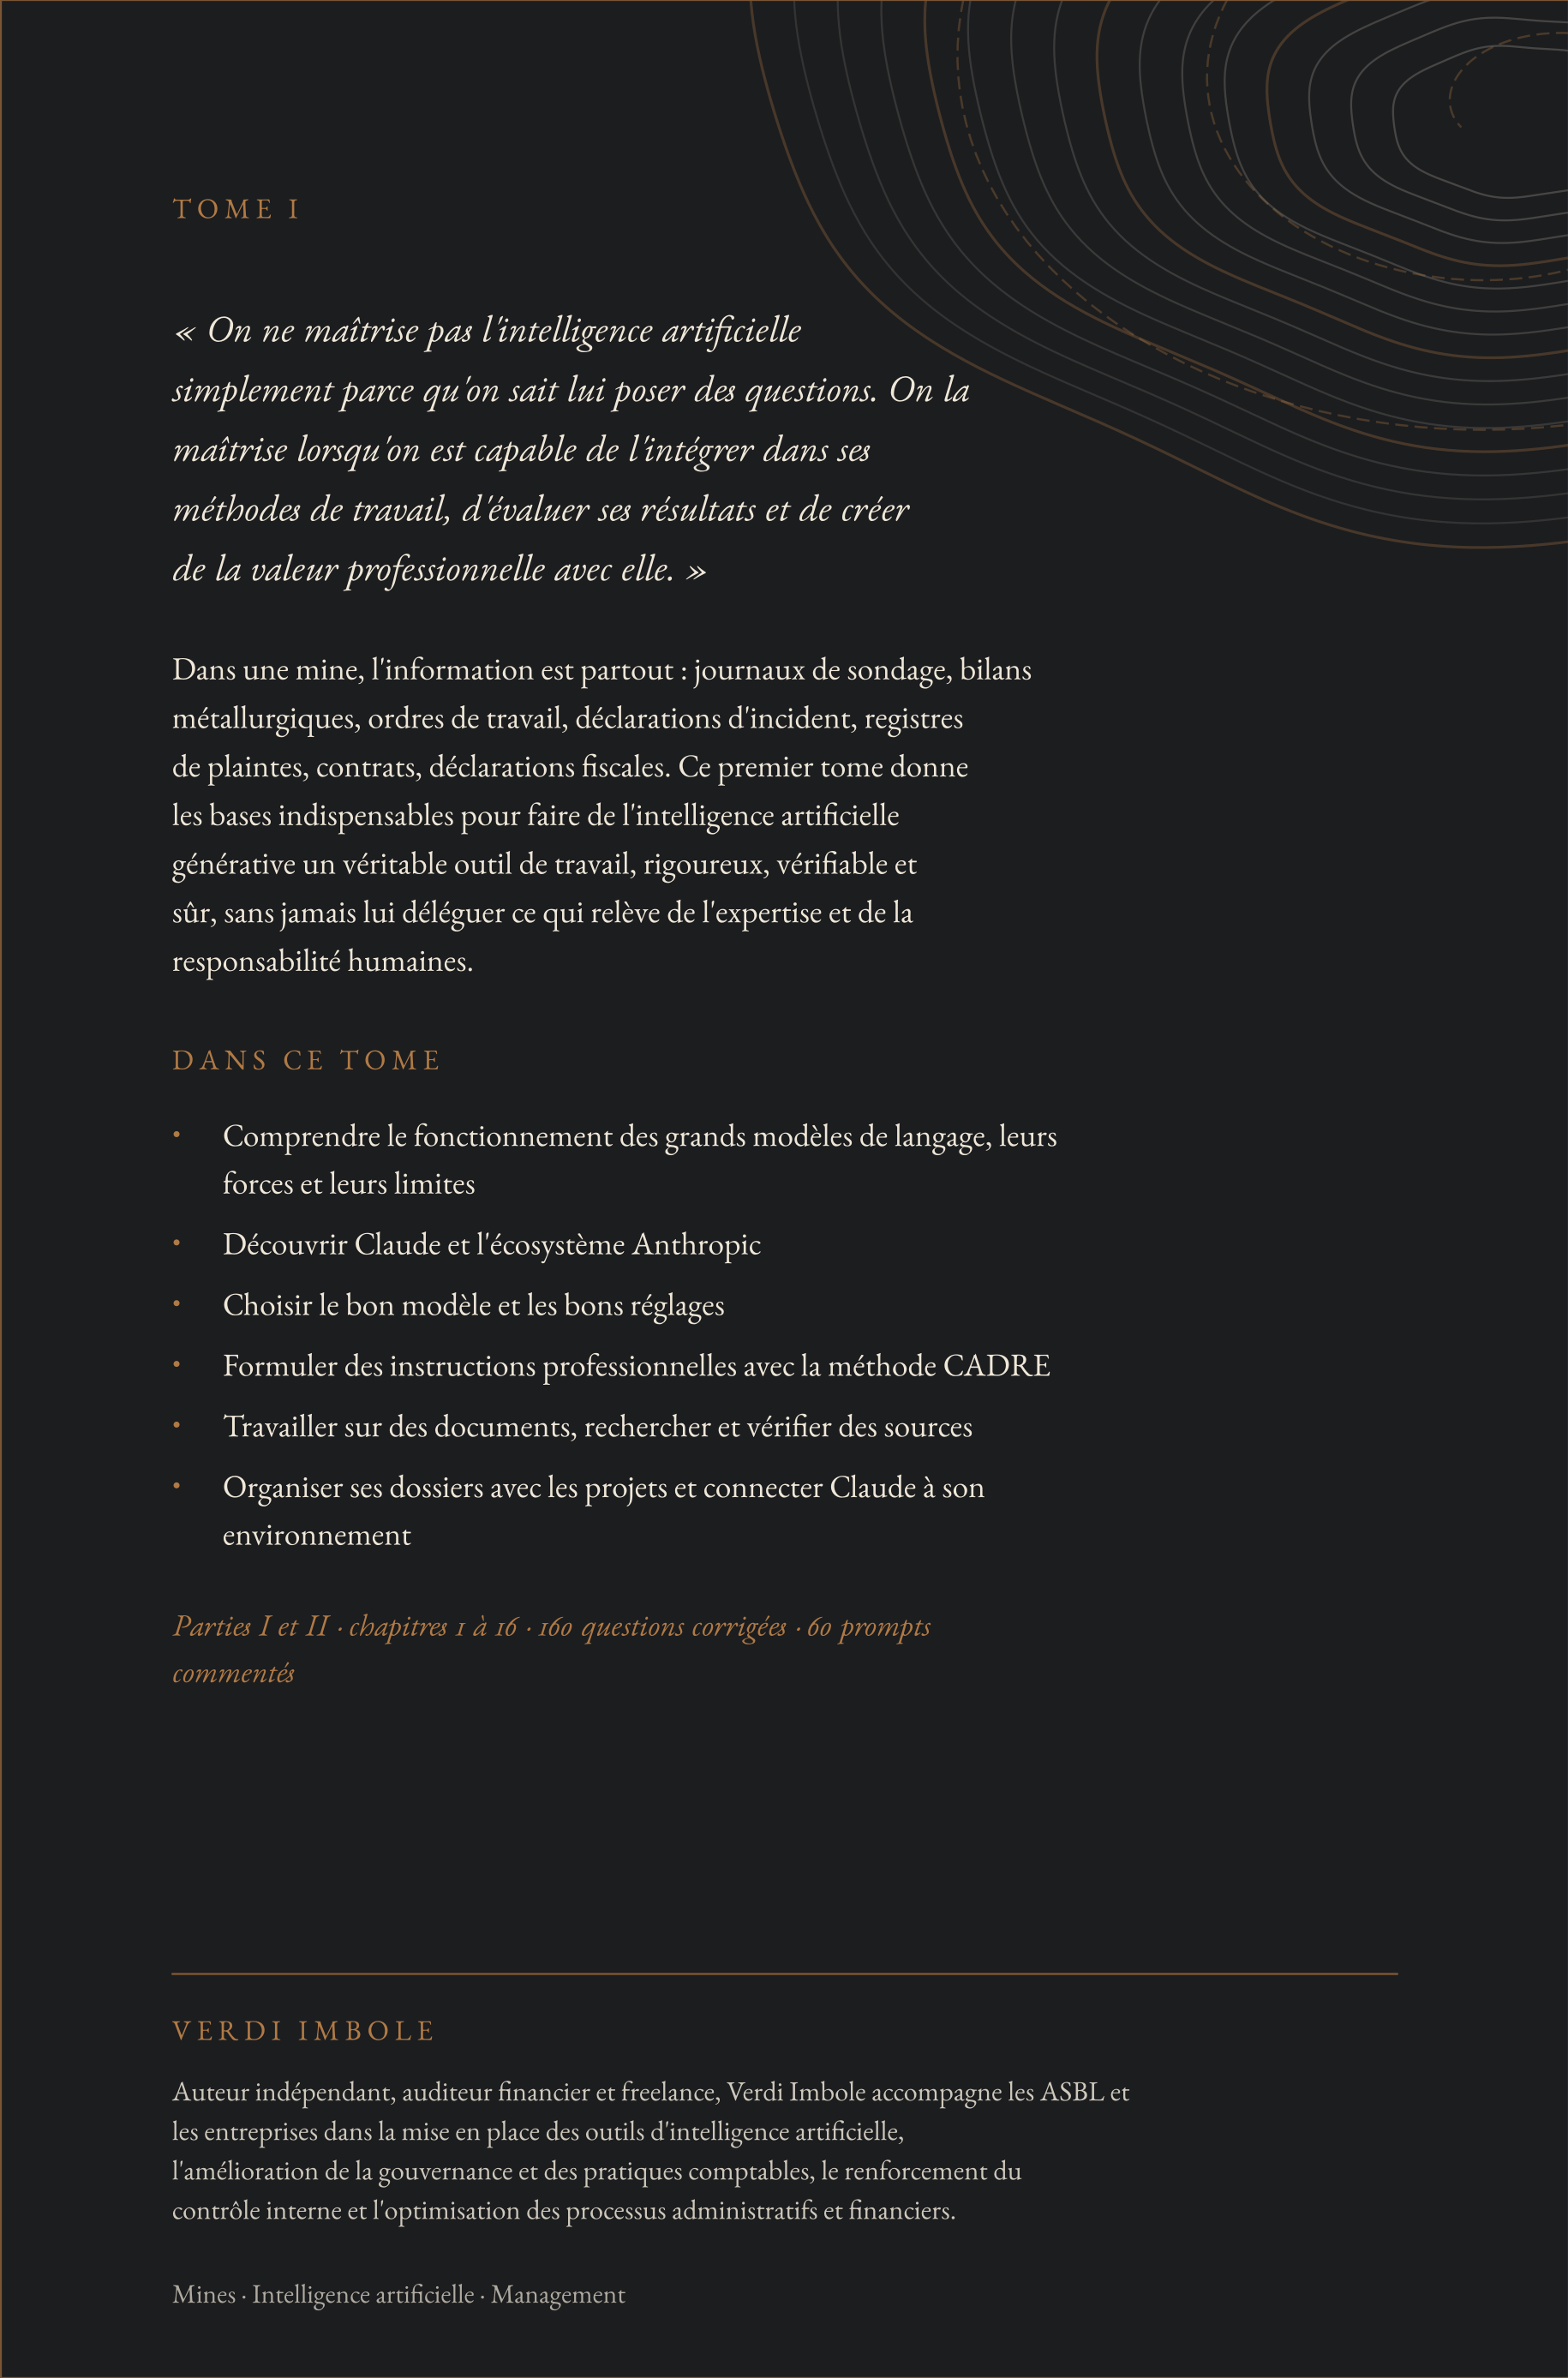 TOME I
« On ne maîtrise pas l'intelligence artificielle
simplement parce qu'on sait lui poser des questions. On la
maîtrise lorsqu'on est capable de l'intégrer dans ses
méthodes de travail, d'évaluer ses résultats et de créer
de la valeur professionnelle avec elle. »
Dans une mine, l'information est partout : journaux de sondage, bilans
métallurgiques, ordres de travail, déclarations d'incident, registres
de plaintes, contrats, déclarations fiscales. Ce premier tome donne
les bases indispensables pour faire de l'intelligence artificielle
générative un véritable outil de travail, rigoureux, vérifiable et
sûr, sans jamais lui déléguer ce qui relève de l'expertise et de la
responsabilité humaines.
DANS CE TOME
• Comprendre le fonctionnement des grands modèles de langage, leurs
forces et leurs limites
• Découvrir Claude et l'écosystème Anthropic
• Choisir le bon modèle et les bons réglages
• Formuler des instructions professionnelles avec la méthode CADRE
• Travailler sur des documents, rechercher et vérifier des sources
• Organiser ses dossiers avec les projets et connecter Claude à son
environnement
Parties I et II · chapitres 1 à 16 · 160 questions corrigées · 60 prompts
commentés
VERDI IMBOLE
Auteur indépendant, auditeur financier et freelance, Verdi Imbole accompagne les ASBL et
les entreprises dans la mise en place des outils d'intelligence artificielle,
l'amélioration de la gouvernance et des pratiques comptables, le renforcement du
contrôle interne et l'optimisation des processus administratifs et financiers.
Mines · Intelligence artificielle · Management